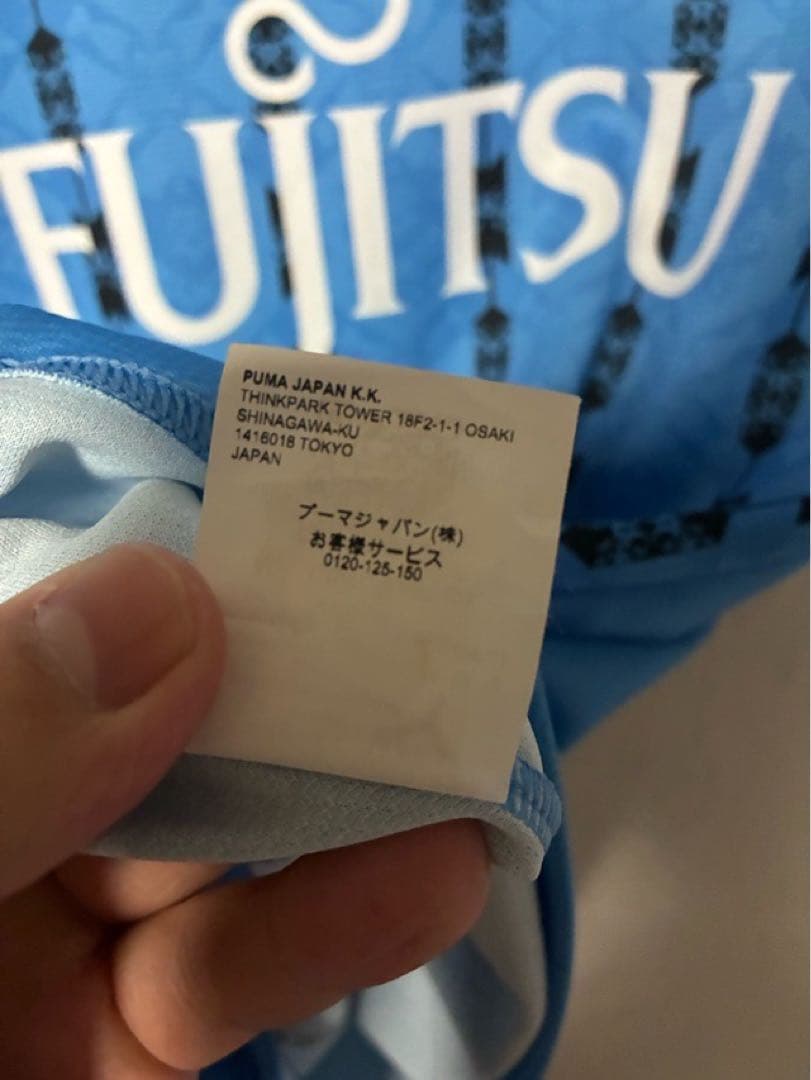 FUJITSU
PUMA JAPAN K.K.
THINKPARK TOWER 18F2-1-1 OSAKI
SHINAGAWA-KU
1416018 TOKYO
JAPAN
プーマジャパン(株)
お客様サービス
0120-125-150